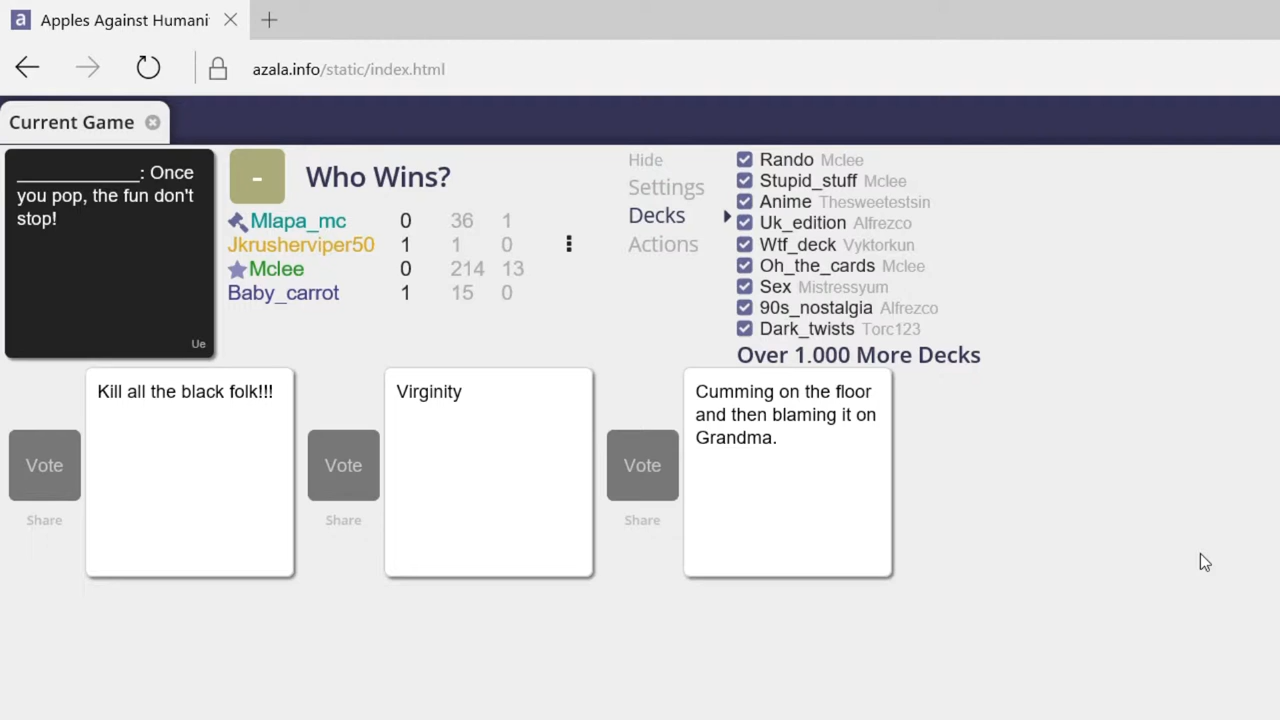 a Apples Against Humani
azala.info/static/index.html
Current Game
____________: Once
you pop, the fun don't
stop!
Ue
-
Who Wins?
Mlapa_mc 0 36 1
Jkrusherviper50 1 1 0
Mclee 0 214 13
Baby_carrot 1 15 0
Hide
Settings
Decks
Actions
Rando Mclee
Stupid_stuff Mclee
Anime Thesweetestsin
Uk_edition Alfrezco
Wtf_deck Vyktorkun
Oh_the_cards Mclee
Sex Mistressyum
90s_nostalgia Alfrezco
Dark_twists Torc123
Over 1,000 More Decks
Vote
Share
Kill all the black folk!!!
Vote
Share
Virginity
Vote
Share
Cumming on the floor
and then blaming it on
Grandma.